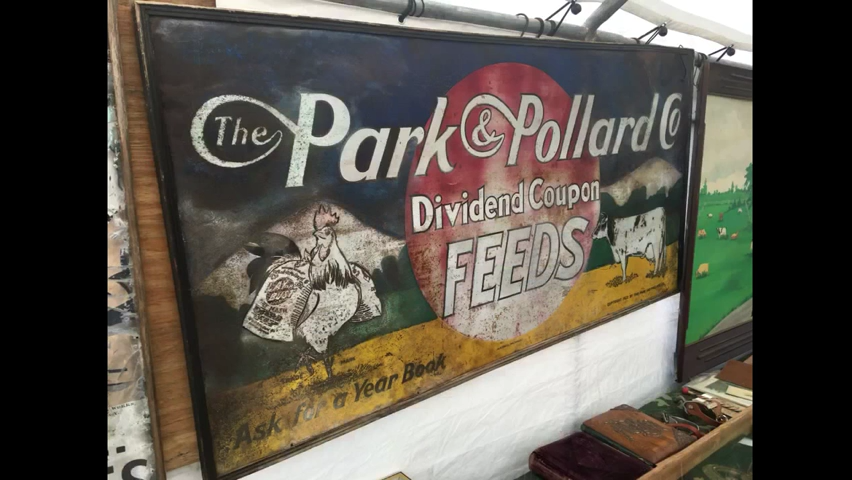 The Park & Pollard Co
Dividend Coupon
FEEDS
Ask for a Year Book